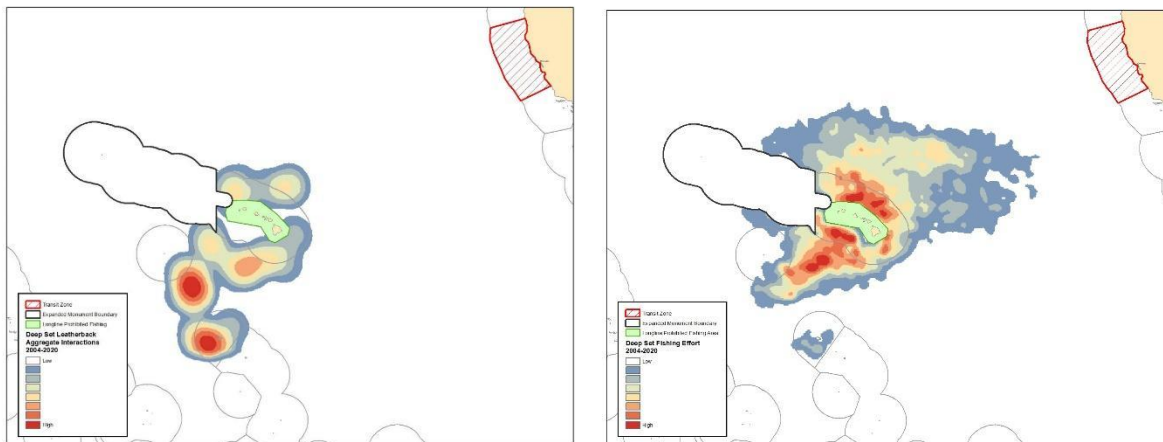 Transit Zone
Expanded Monument Boundary
Longline Prohibited Fishing
Deep Set Leatherback
Aggregate Interactions
2004-2020
Low
High
Transit Zone
Expanded Monument Boundary
Longline Prohibited Fishing Area
Deep Set Fishing Effort
2004-2020
Low
High